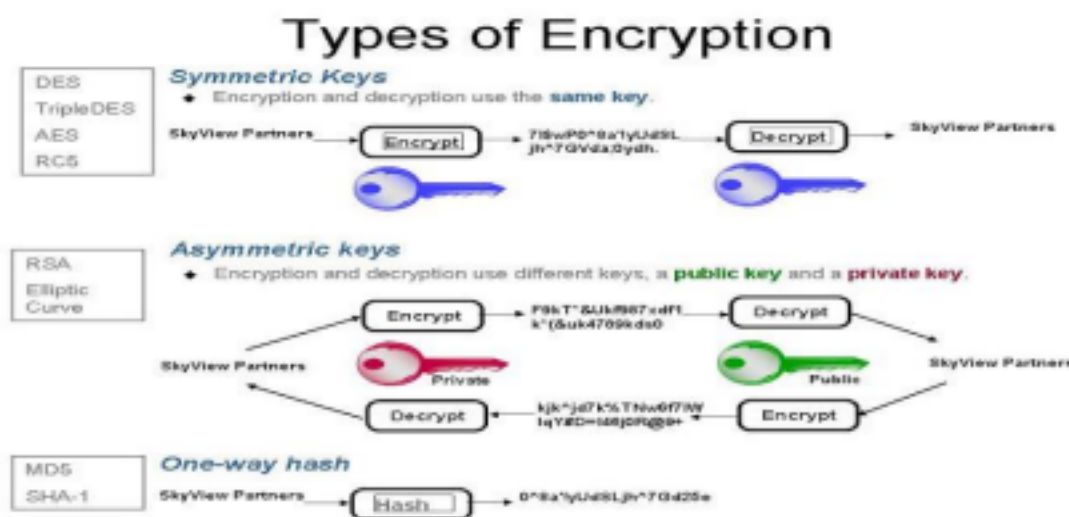 Types of Encryption
DES
TripleDES
AES
RC5
Symmetric Keys
Encryption and decryption use the same key.
SkyView Partners
Encrypt
Decrypt
SkyView Partners
RSA
Elliptic
Curve
Asymmetric keys
Encryption and decryption use different keys, a public key and a private key.
Encrypt
Decrypt
SkyView Partners
Private
Public
SkyView Partners
Decrypt
Encrypt
MD5
SHA-1
One-way hash
SkyView Partners
Hash